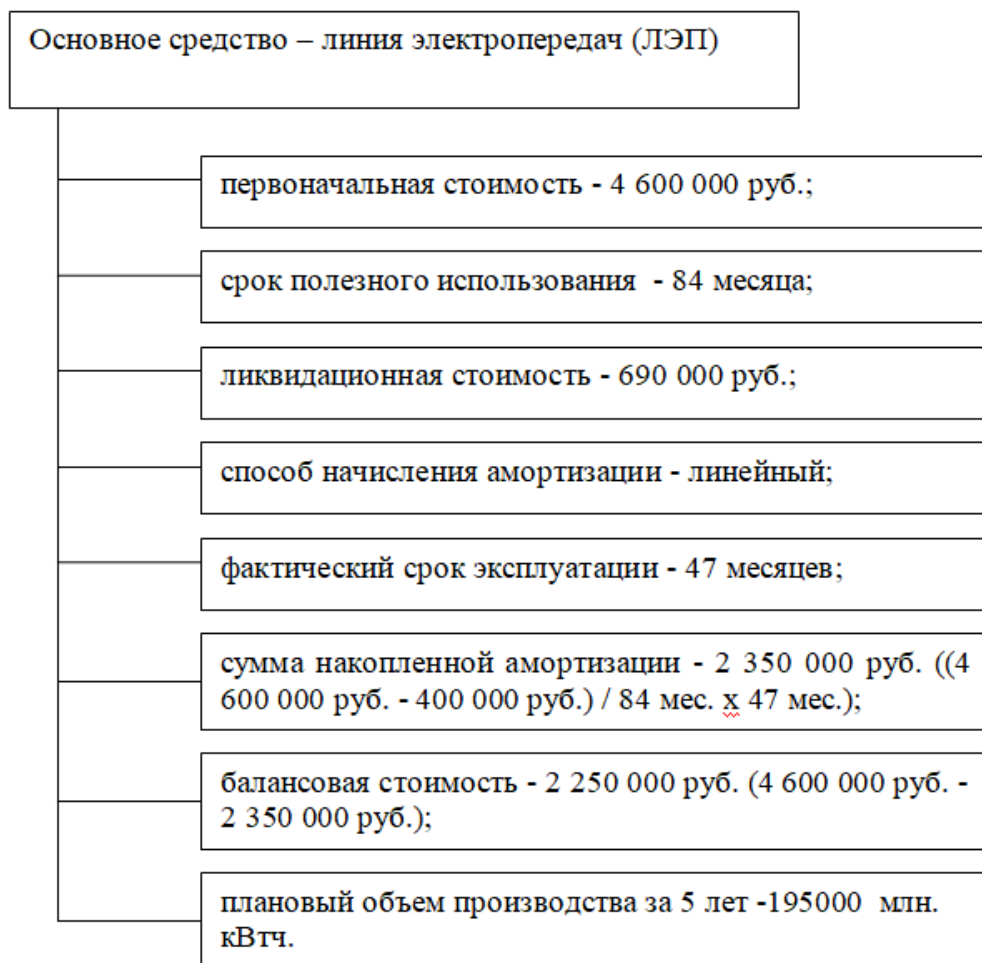 Основное средство – линия электропередач (ЛЭП)
первоначальная стоимость - 4 600 000 руб.;
срок полезного использования - 84 месяца;
ликвидационная стоимость - 690 000 руб.;
способ начисления амортизации - линейный;
фактический срок эксплуатации - 47 месяцев;
сумма накопленной амортизации - 2 350 000 руб. ((4
600 000 руб. - 400 000 руб.) / 84 мес. х 47 мес.);
балансовая стоимость - 2 250 000 руб. (4 600 000 руб. -
2 350 000 руб.);
плановый объем производства за 5 лет -195000 млн.
кВтч.